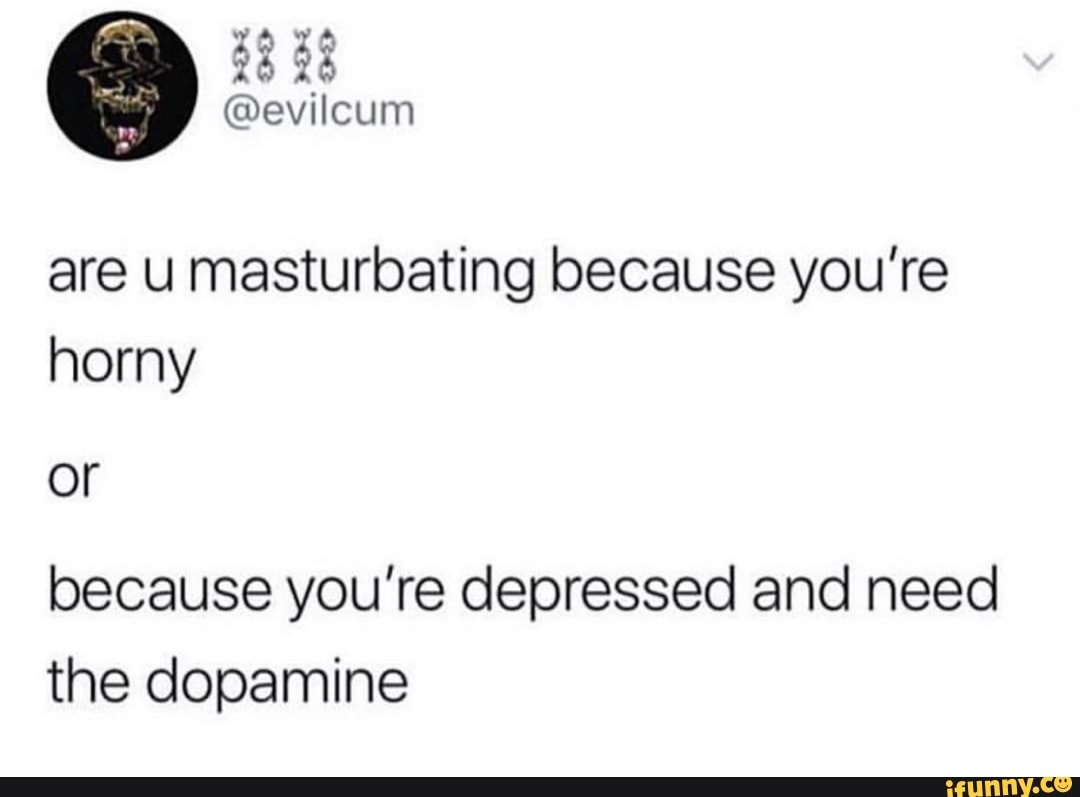 @evilcum
are u masturbating because you're
horny
or
because you're depressed and need
the dopamine
ifunny.co